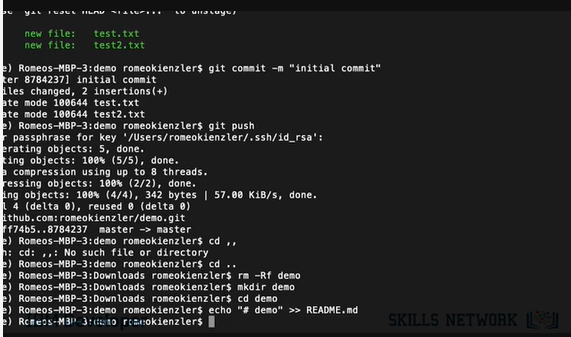 se "git reset HEAD <file>..." to unstage)
new file:   test.txt
new file:   test2.txt
e) Romeos-MBP-3:demo romeokienzler$ git commit -m "initial commit"
ter 8784237] initial commit
iles changed, 2 insertions(+)
ate mode 100644 test.txt
ate mode 100644 test2.txt
e) Romeos-MBP-3:demo romeokienzler$ git push
r passphrase for key '/Users/romeokienzler/.ssh/id_rsa':
erating objects: 5, done.
ting objects: 100% (5/5), done.
a compression using up to 8 threads.
ressing objects: 100% (2/2), done.
ing objects: 100% (4/4), 342 bytes | 57.00 KiB/s, done.
l 4 (delta 0), reused 0 (delta 0)
ithub.com:romeokienzler/demo.git
ff74b5..8784237  master -> master
e) Romeos-MBP-3:demo romeokienzler$ cd ,,
h: cd: ,,: No such file or directory
e) Romeos-MBP-3:demo romeokienzler$ cd ..
e) Romeos-MBP-3:Downloads romeokienzler$ rm -Rf demo
e) Romeos-MBP-3:Downloads romeokienzler$ mkdir demo
e) Romeos-MBP-3:Downloads romeokienzler$ cd demo
e) Romeos-MBP-3:demo romeokienzler$ echo "# demo" >> README.md
e) Romeos-MBP-3:demo romeokienzler$
SKILLS NETWORK